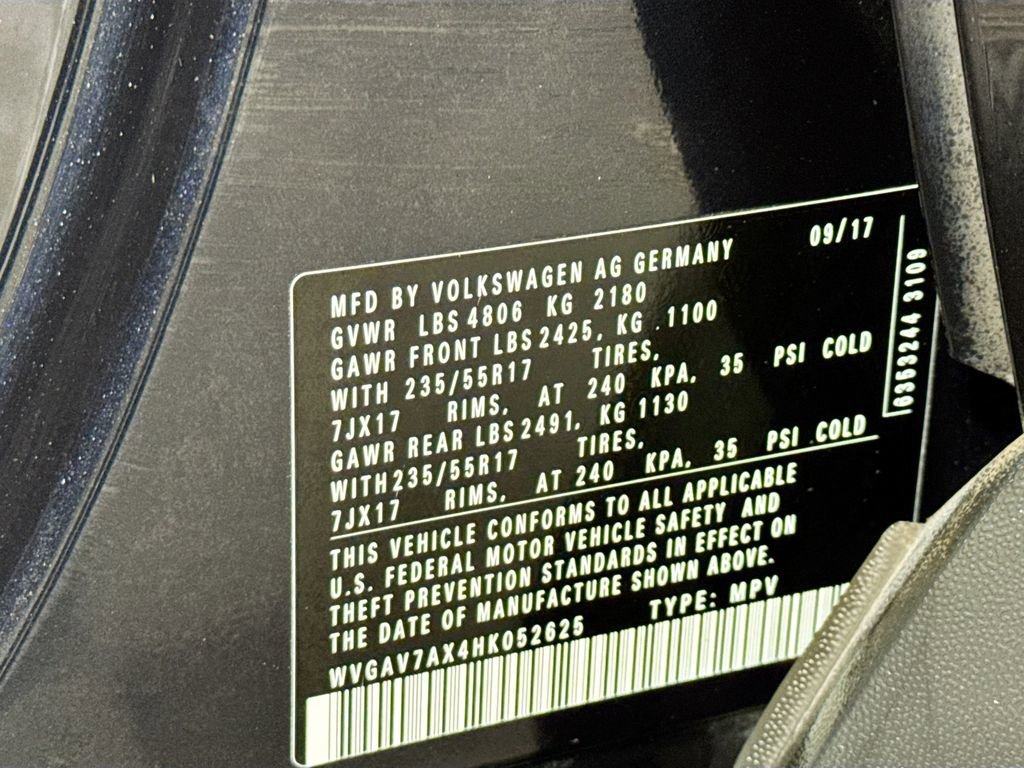 MFD BY VOLKSWAGEN AG GERMANY 09/17
GVWR LBS 4806 KG 2180
GAWR FRONT LBS 2425, KG .1100
WITH 235/55R17 TIRES,
7JX17 RIMS, AT 240 KPA, 35 PSI COLD
GAWR REAR LBS 2491, KG 1130
WITH 235/55R17 TIRES,
7JX17 RIMS, AT 240 KPA, 35 PSI COLD
THIS VEHICLE CONFORMS TO ALL APPLICABLE
U.S. FEDERAL MOTOR VEHICLE SAFETY AND
THEFT PREVENTION STANDARDS IN EFFECT ON
THE DATE OF MANUFACTURE SHOWN ABOVE.
WVGAV7AX4HK052625 TYPE: MPV
6363244 3109